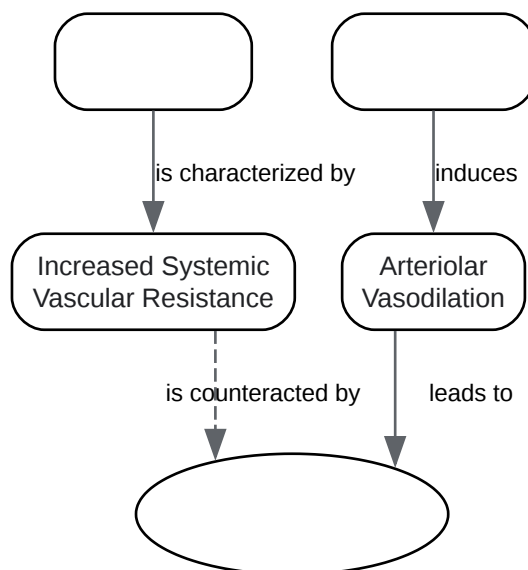 is characterized by
induces
Increased Systemic
Vascular Resistance
Arteriolar
Vasodilation
is counteracted by
leads to